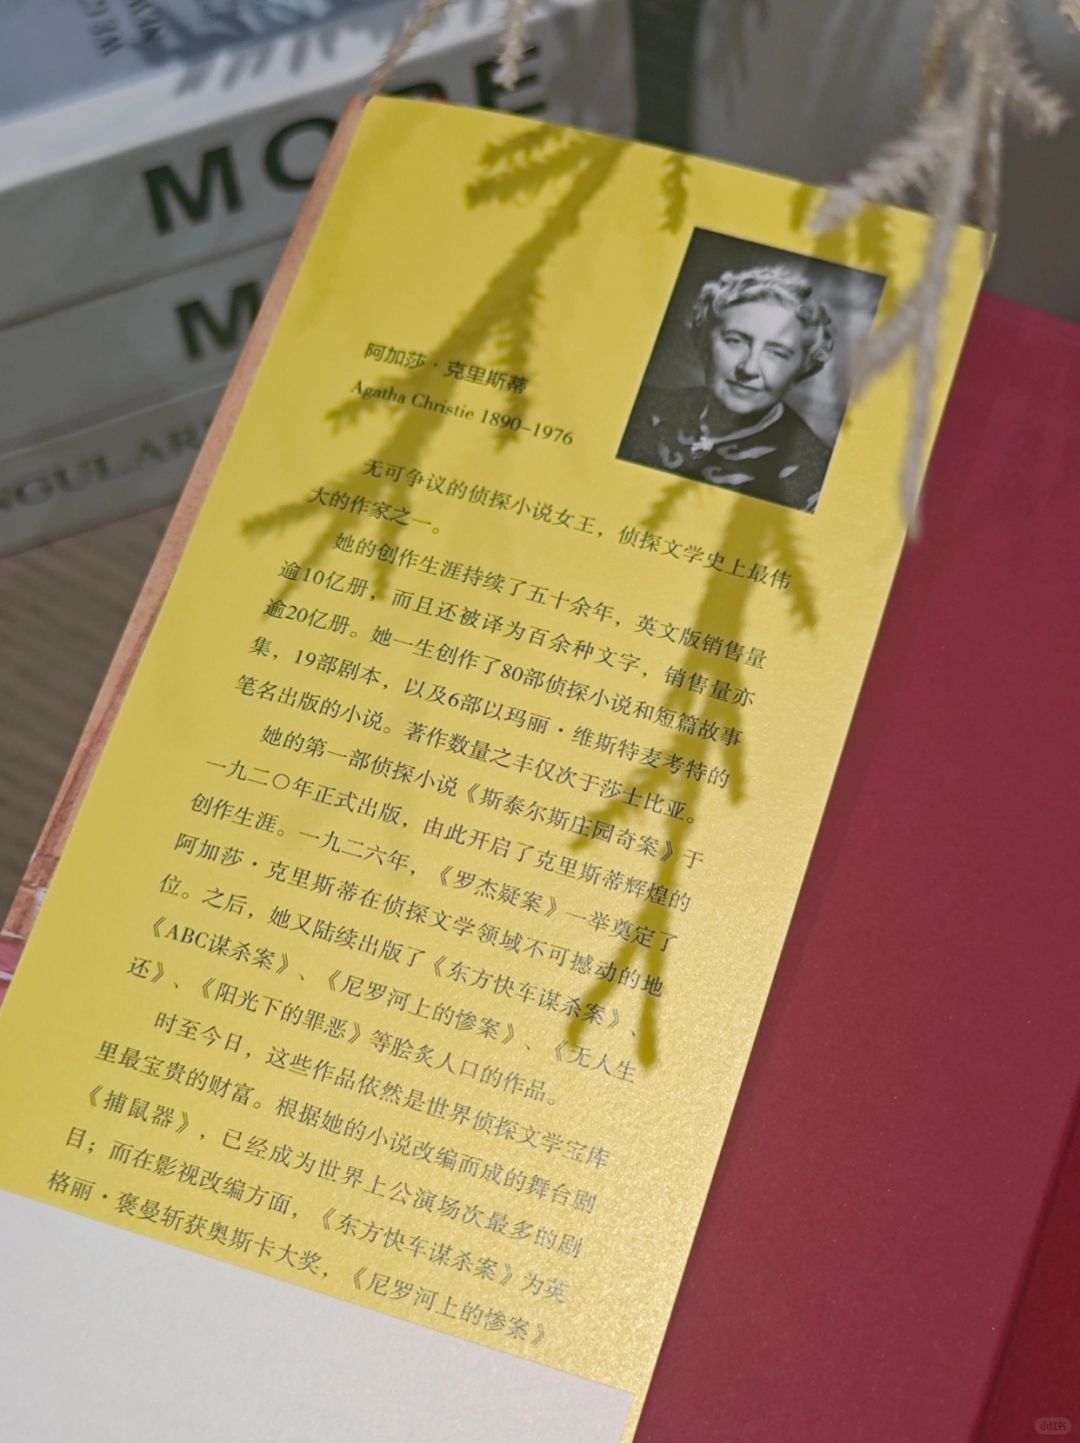 MORE
M
NGULAR
阿加莎·克里斯蒂
Agatha Christie 1890–1976
无可争议的侦探小说女王，侦探文学史上最伟
大的作家之一。
她的创作生涯持续了五十余年，英文版销售量
逾10亿册，而且还被译为百余种文字，销售量亦
逾20亿册。她一生创作了80部侦探小说和短篇故事
集，19部剧本，以及6部以玛丽·维斯特麦考特的
笔名出版的小说。著作数量之丰仅次于莎士比亚。
她的第一部侦探小说《斯泰尔斯庄园奇案》于
一九二〇年正式出版，由此开启了克里斯蒂辉煌的
创作生涯。一九二六年，《罗杰疑案》一举奠定了
阿加莎·克里斯蒂在侦探文学领域不可撼动的地
位。之后，她又陆续出版了《东方快车谋杀案》、
《ABC谋杀案》、《尼罗河上的惨案》、《无人生
还》、《阳光下的罪恶》等脍炙人口的作品。
时至今日，这些作品依然是世界侦探文学宝库
里最宝贵的财富。根据她的小说改编而成的舞台剧
《捕鼠器》，已经成为世界上公演场次最多的剧
目；而在影视改编方面，《东方快车谋杀案》为英
格丽·褒曼斩获奥斯卡大奖，《尼罗河上的惨案》
小红书